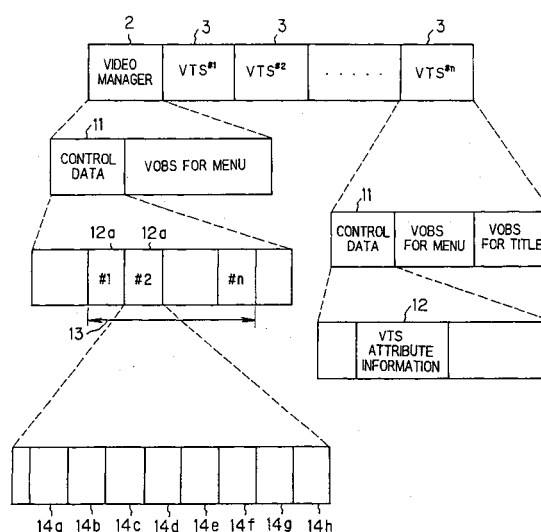 2
3
3
3
VIDEO
MANAGER
VTS#1
VTS#2
.....
VTS#n
11
CONTROL
DATA
VOBS FOR MENU
12a
12a
#1
#2
#n
13
11
CONTROL
DATA
VOBS
FOR MENU
VOBS
FOR TITLE
12
VTS
ATTRIBUTE
INFORMATION
14a 14b 14c 14d 14e 14f 14g 14h